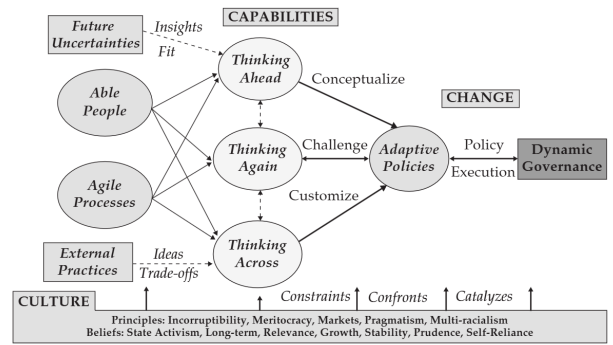 CAPABILITIES
Future
Uncertainties
Insights
Fit
Thinking
Ahead
Conceptualize
CHANGE
Able
People
Thinking
Again
Challenge
Adaptive
Policies
Policy
Execution
Dynamic
Governance
Agile
Processes
Customize
External
Practices
Ideas
Trade-offs
Thinking
Across
CULTURE
Constraints
Confronts
Catalyzes
Principles: Incorruptibility, Meritocracy, Markets, Pragmatism, Multi-racialism
Beliefs: State Activism, Long-term, Relevance, Growth, Stability, Prudence, Self-Reliance